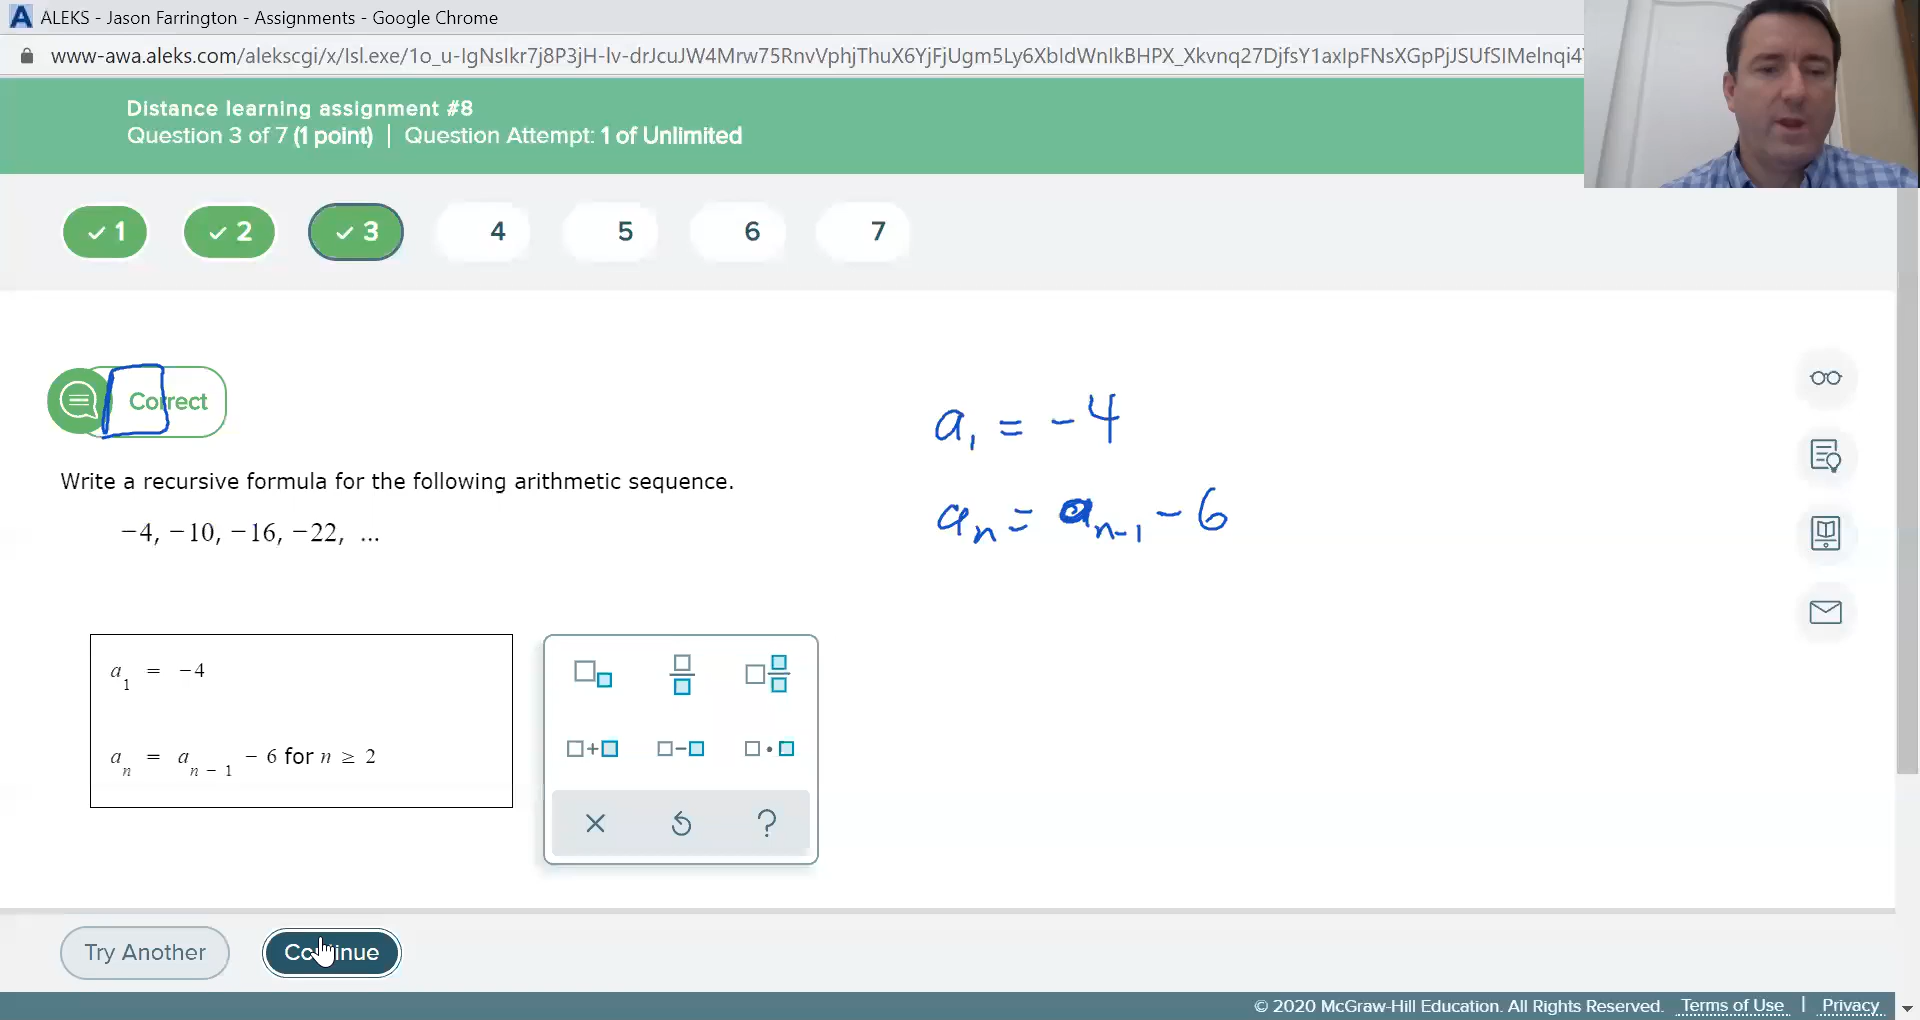 ALEKS - Jason Farrington - Assignments - Google Chrome
www-awa.aleks.com/alekscgi/x/Isl.exe/1o_u-IgNsIkr7j8P3jH-lv-drJcuJW4Mrw75RnvVphjThuX6YjFjUgm5Ly6XbIdWnIkBHPX_Xkvnq27DjfsY1axIpFNsXGpPjJSUfSIMelnqi4
Distance learning assignment #8
Question 3 of 7 (1 point) | Question Attempt: 1 of Unlimited
✓ 1 ✓ 2 ✓ 3 4 5 6 7
Correct
Write a recursive formula for the following arithmetic sequence.
−4, −10, −16, −22, ...
a₁ = −4
aₙ = aₙ₋₁ − 6
a₁ = −4
aₙ = aₙ₋₁ − 6 for n ≥ 2
□+□ □−□ □·□
× ?
Try Another Continue
© 2020 McGraw-Hill Education. All Rights Reserved. Terms of Use | Privacy